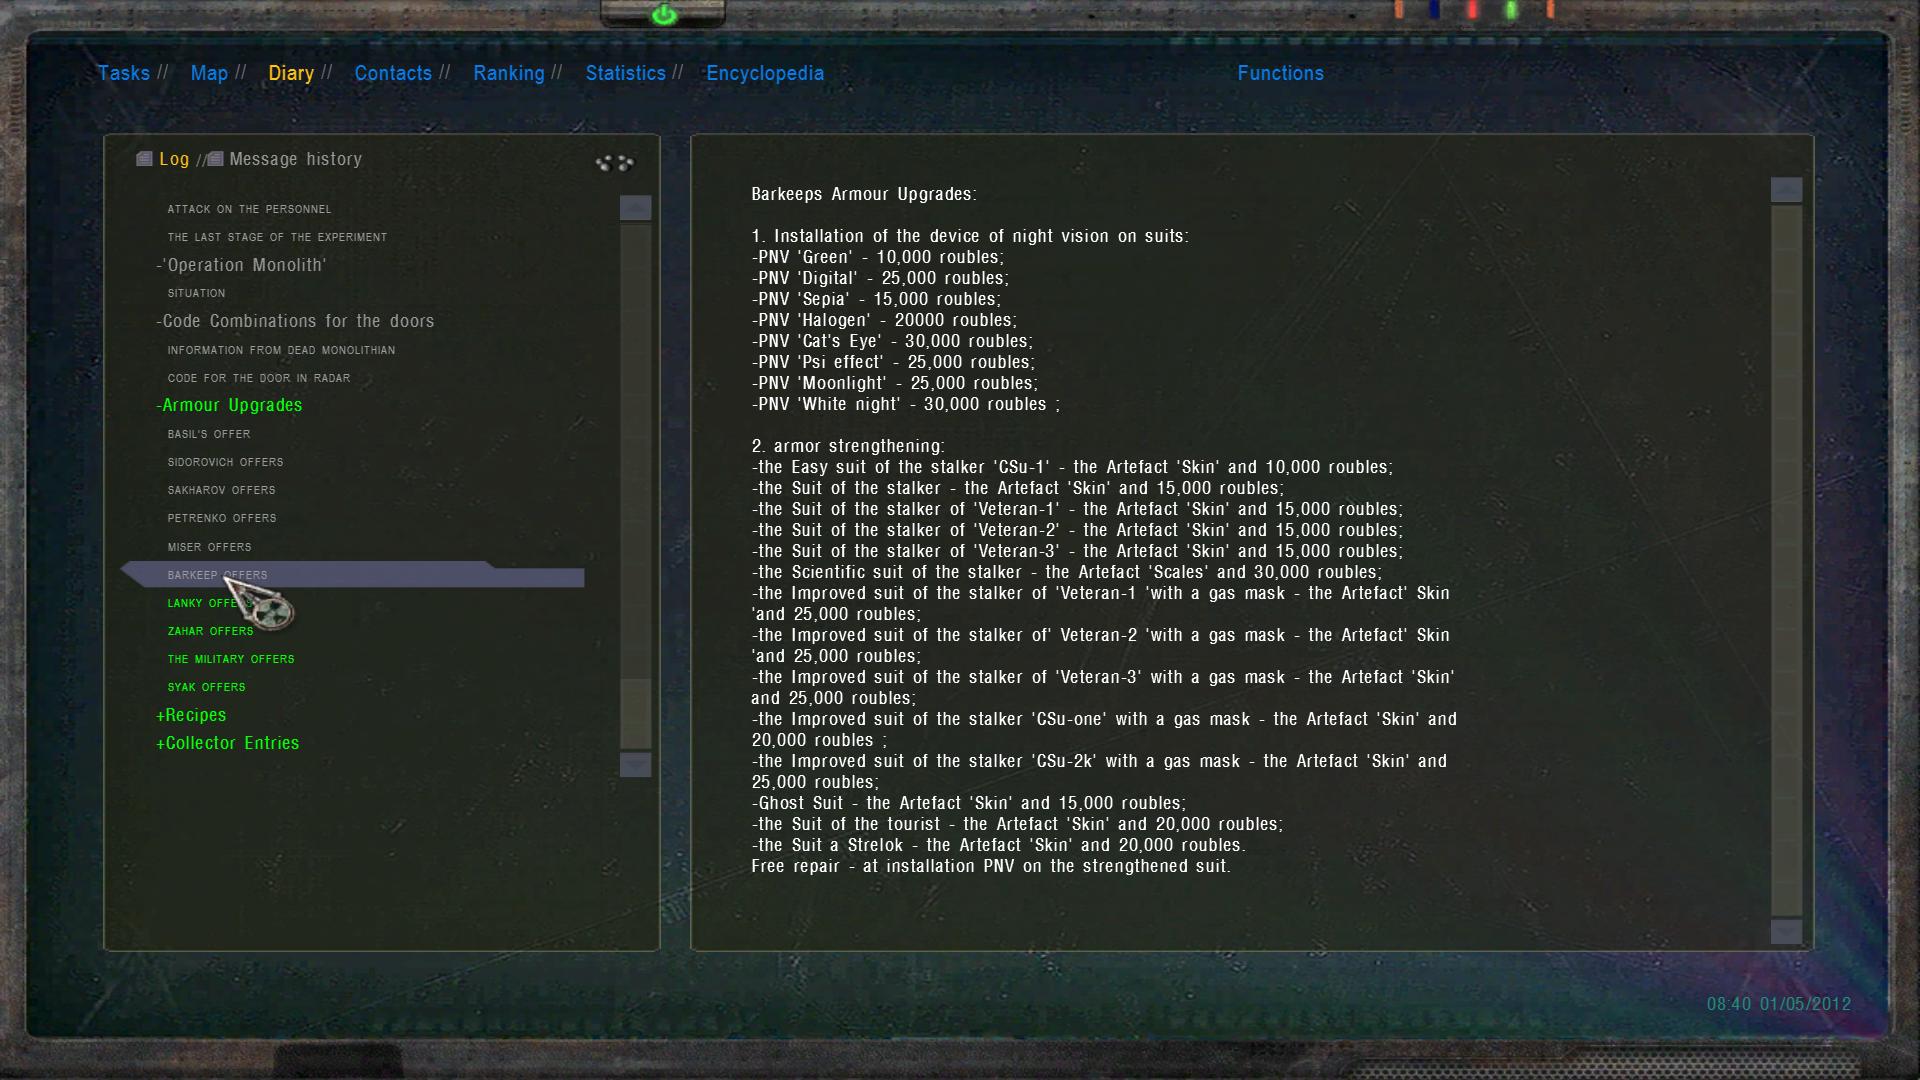 Tasks // Map // Diary // Contacts // Ranking // Statistics // Encyclopedia
Functions
Log // Message history
ATTACK ON THE PERSONNEL
THE LAST STAGE OF THE EXPERIMENT
-'Operation Monolith'
SITUATION
-Code Combinations for the doors
INFORMATION FROM DEAD MONOLITHIAN
CODE FOR THE DOOR IN RADAR
-Armour Upgrades
BASIL'S OFFER
SIDOROVICH OFFERS
SAKHAROV OFFERS
PETRENKO OFFERS
MISER OFFERS
BARKEEP OFFERS
LANKY OFFERS
ZAHAR OFFERS
THE MILITARY OFFERS
SYAK OFFERS
+Recipes
+Collector Entries
Barkeeps Armour Upgrades:
1. Installation of the device of night vision on suits:
-PNV 'Green' - 10,000 roubles;
-PNV 'Digital' - 25,000 roubles;
-PNV 'Sepia' - 15,000 roubles;
-PNV 'Halogen' - 20000 roubles;
-PNV 'Cat's Eye' - 30,000 roubles;
-PNV 'Psi effect' - 25,000 roubles;
-PNV 'Moonlight' - 25,000 roubles;
-PNV 'White night' - 30,000 roubles ;
2. armor strengthening:
-the Easy suit of the stalker 'CSu-1' - the Artefact 'Skin' and 10,000 roubles;
-the Suit of the stalker - the Artefact 'Skin' and 15,000 roubles;
-the Suit of the stalker of 'Veteran-1' - the Artefact 'Skin' and 15,000 roubles;
-the Suit of the stalker of 'Veteran-2' - the Artefact 'Skin' and 15,000 roubles;
-the Suit of the stalker of 'Veteran-3' - the Artefact 'Skin' and 15,000 roubles;
-the Scientific suit of the stalker - the Artefact 'Scales' and 30,000 roubles;
-the Improved suit of the stalker of 'Veteran-1 'with a gas mask - the Artefact' Skin
'and 25,000 roubles;
-the Improved suit of the stalker of' Veteran-2 'with a gas mask - the Artefact' Skin
'and 25,000 roubles;
-the Improved suit of the stalker of 'Veteran-3' with a gas mask - the Artefact 'Skin'
and 25,000 roubles;
-the Improved suit of the stalker 'CSu-one' with a gas mask - the Artefact 'Skin' and
20,000 roubles ;
-the Improved suit of the stalker 'CSu-2k' with a gas mask - the Artefact 'Skin' and
25,000 roubles;
-Ghost Suit - the Artefact 'Skin' and 15,000 roubles;
-the Suit of the tourist - the Artefact 'Skin' and 20,000 roubles;
-the Suit a Strelok - the Artefact 'Skin' and 20,000 roubles.
Free repair - at installation PNV on the strengthened suit.
08:40 01/05/2012